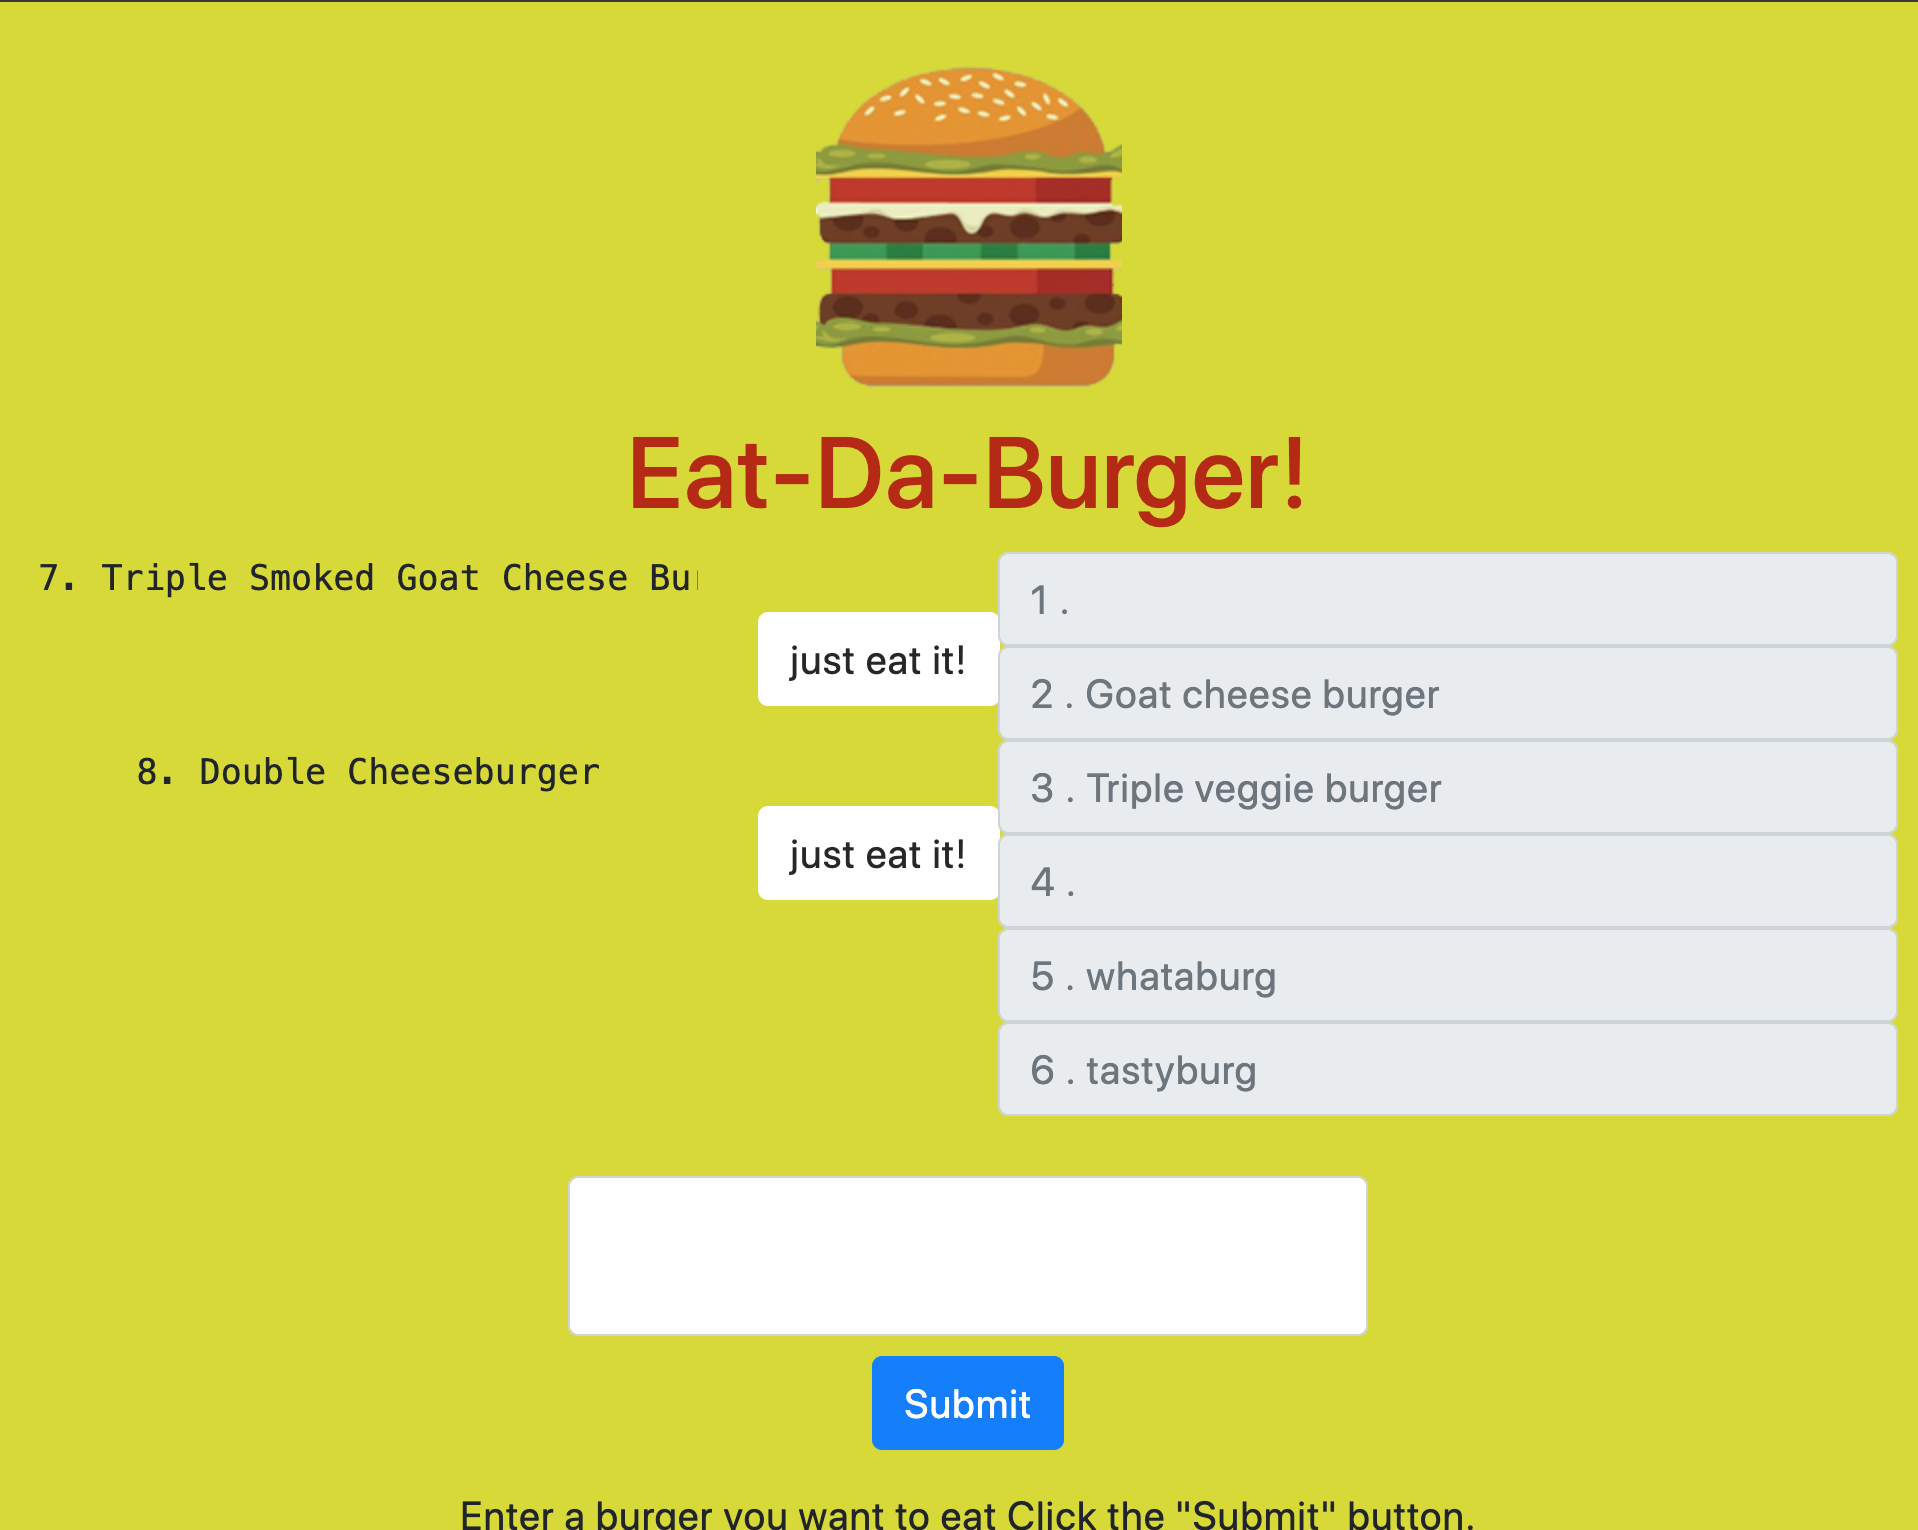 Eat-Da-Burger!
7. Triple Smoked Goat Cheese
just eat it!
8. Double Cheeseburger
just eat it!
1 .
2 . Goat cheese burger
3 . Triple veggie burger
4 .
5 . whataburg
6 . tastyburg
Submit
Enter a burger you want to eat Click the "Submit" button.